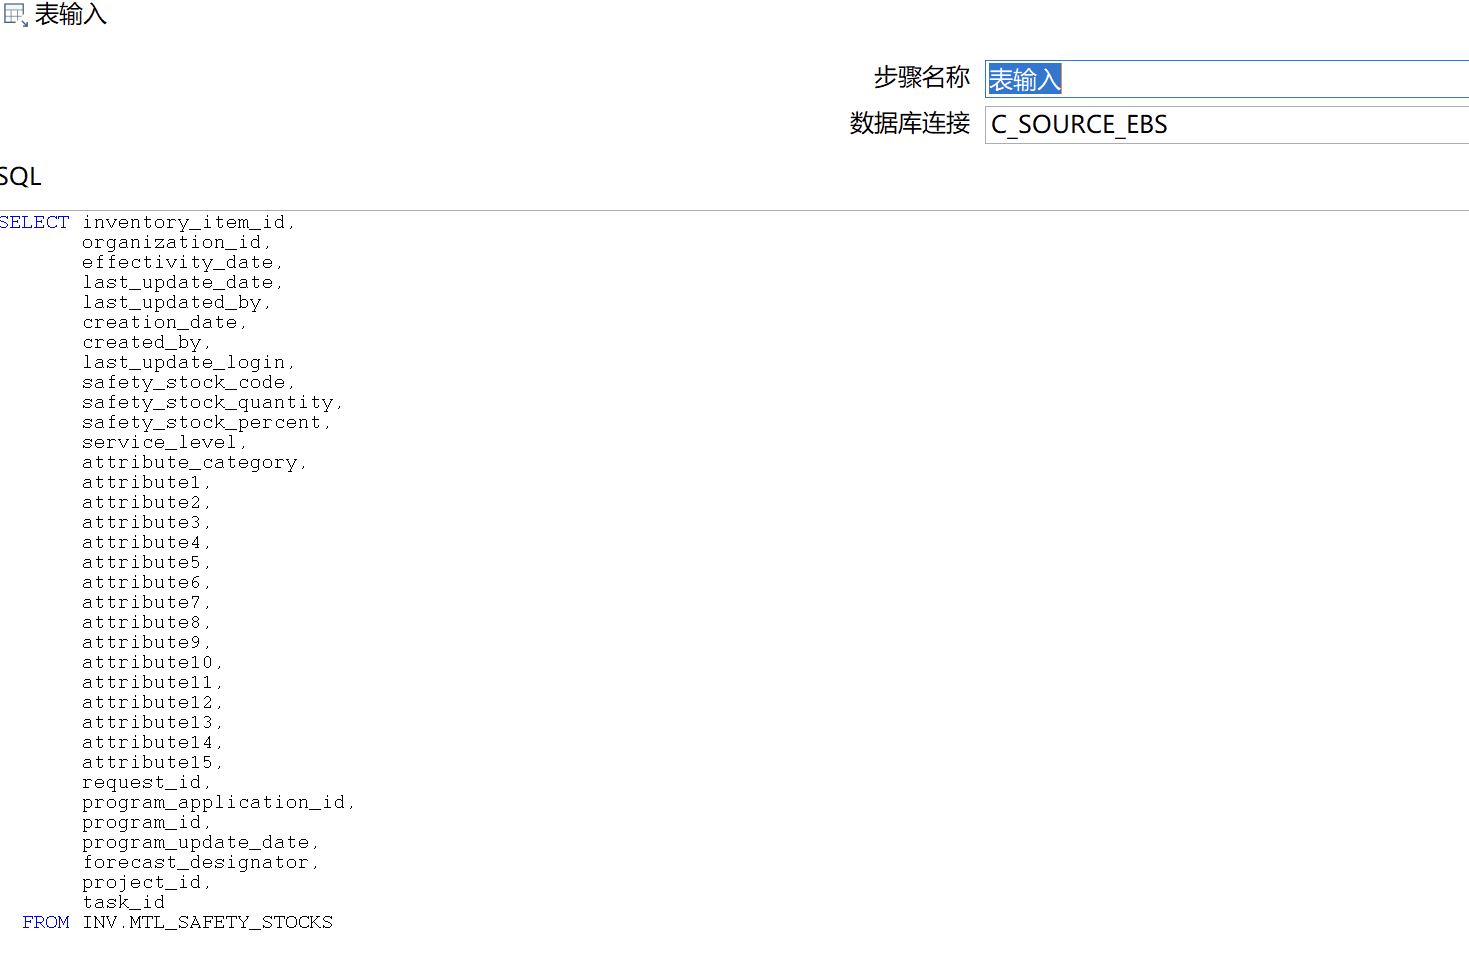 表输入
步骤名称 表输入
数据库连接 C_SOURCE_EBS
SQL
SELECT inventory_item_id,
organization_id,
effectivity_date,
last_update_date,
last_updated_by,
creation_date,
created_by,
last_update_login,
safety_stock_code,
safety_stock_quantity,
safety_stock_percent,
service_level,
attribute_category,
attribute1,
attribute2,
attribute3,
attribute4,
attribute5,
attribute6,
attribute7,
attribute8,
attribute9,
attribute10,
attribute11,
attribute12,
attribute13,
attribute14,
attribute15,
request_id,
program_application_id,
program_id,
program_update_date,
forecast_designator,
project_id,
task_id
FROM INV.MTL_SAFETY_STOCKS